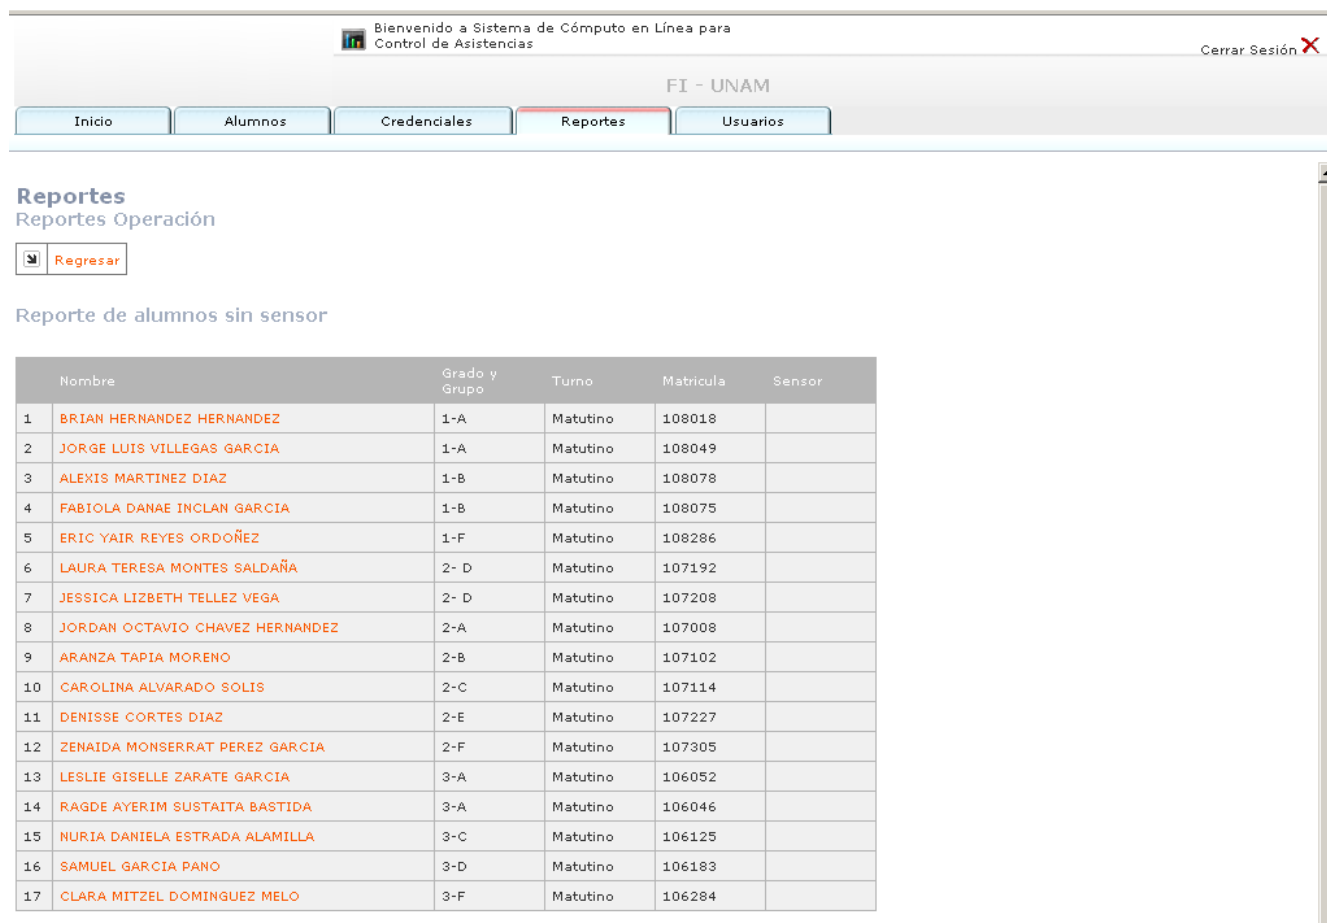 Bienvenido a Sistema de Cómputo en Línea para
Control de Asistencias
Cerrar Sesión
FI - UNAM
Inicio Alumnos Credenciales Reportes Usuarios
Reportes
Reportes Operación
Regresar
Reporte de alumnos sin sensor
Nombre Grado y Grupo Turno Matricula Sensor
1 BRIAN HERNANDEZ HERNANDEZ 1-A Matutino 108018
2 JORGE LUIS VILLEGAS GARCIA 1-A Matutino 108049
3 ALEXIS MARTINEZ DIAZ 1-B Matutino 108078
4 FABIOLA DANAE INCLAN GARCIA 1-B Matutino 108075
5 ERIC YAIR REYES ORDOÑEZ 1-F Matutino 108286
6 LAURA TERESA MONTES SALDAÑA 2- D Matutino 107192
7 JESSICA LIZBETH TELLEZ VEGA 2- D Matutino 107208
8 JORDAN OCTAVIO CHAVEZ HERNANDEZ 2-A Matutino 107008
9 ARANZA TAPIA MORENO 2-B Matutino 107102
10 CAROLINA ALVARADO SOLIS 2-C Matutino 107114
11 DENISSE CORTES DIAZ 2-E Matutino 107227
12 ZENAIDA MONSERRAT PEREZ GARCIA 2-F Matutino 107305
13 LESLIE GISELLE ZARATE GARCIA 3-A Matutino 106052
14 RAGDE AYERIM SUSTAITA BASTIDA 3-A Matutino 106046
15 NURIA DANIELA ESTRADA ALAMILLA 3-C Matutino 106125
16 SAMUEL GARCIA PANO 3-D Matutino 106183
17 CLARA MITZEL DOMINGUEZ MELO 3-F Matutino 106284